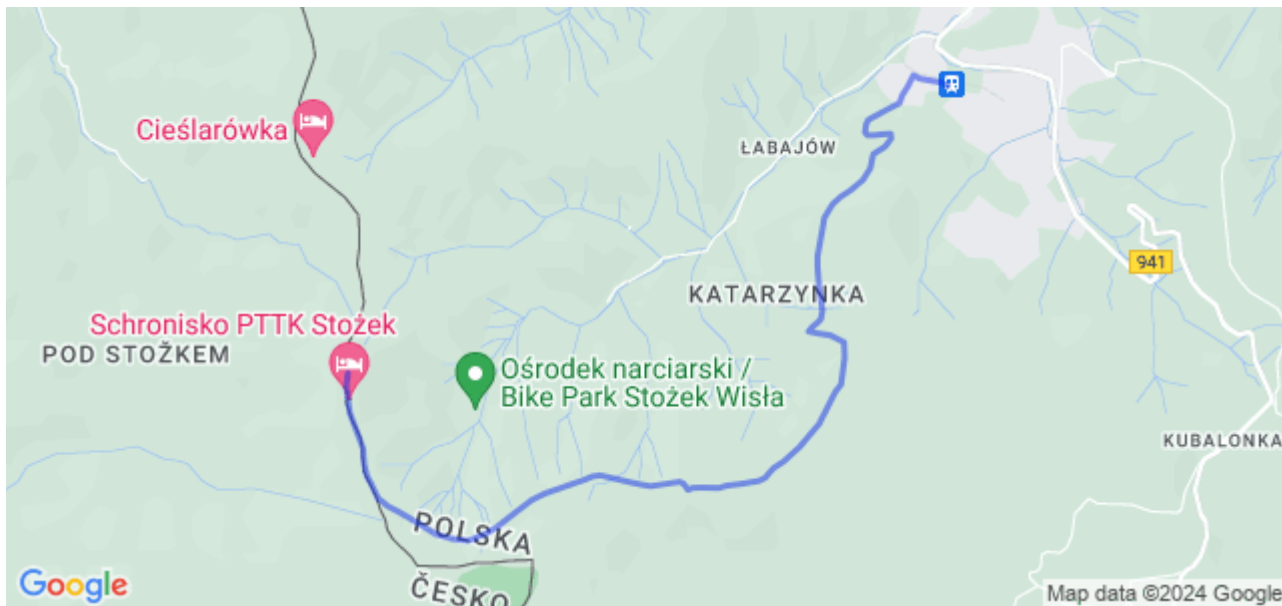 Cieślarówka
ŁABAJÓW
941
KATARZYNKA
Schronisko PTTK Stożek
POD STOŽKEM
Ośrodek narciarski /
Bike Park Stożek Wisła
KUBALONKA
POLSKA
ČESKO
Google
Map data ©2024 Google